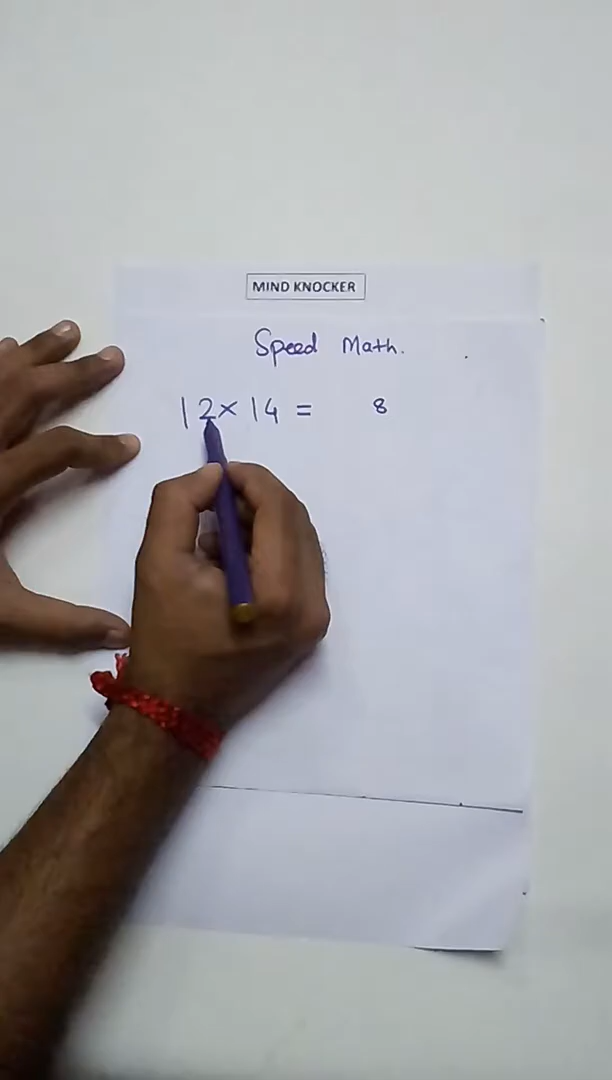 MIND KNOCKER
Speed Math.
12 × 14 = 8